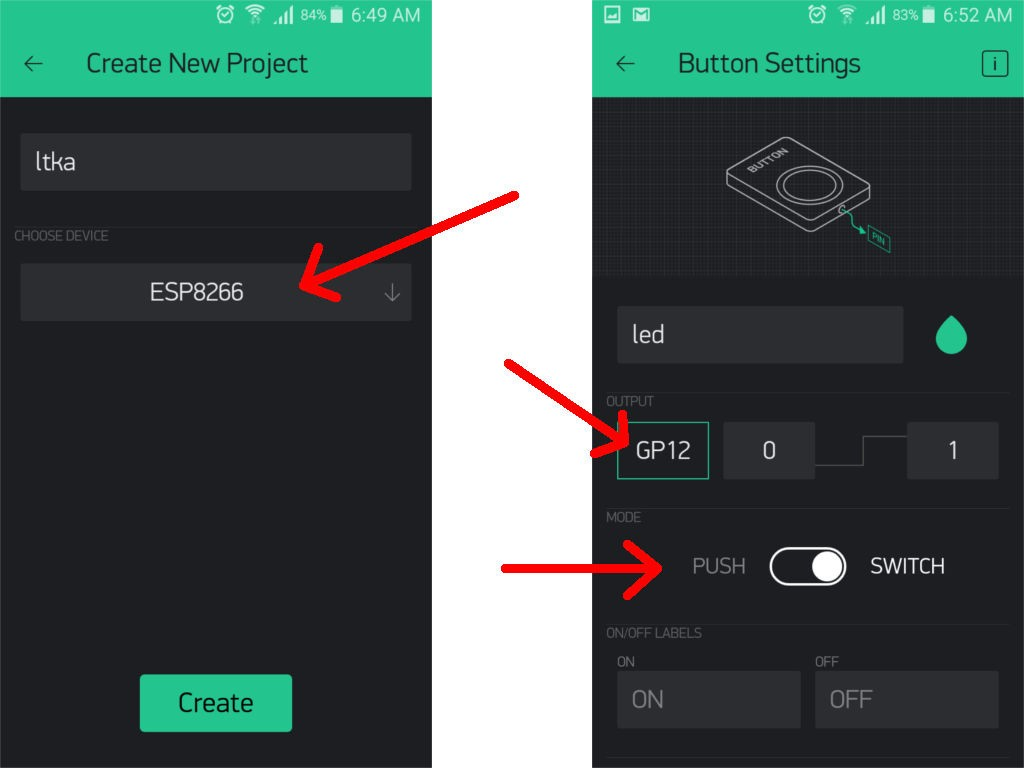 84% 6:49 AM
Create New Project
ltka
CHOOSE DEVICE
ESP8266
Create
83% 6:52 AM
Button Settings
i
BUTTON
PIN
led
OUTPUT
GP12 0 1
MODE
PUSH SWITCH
ON/OFF LABELS
ON OFF
ON OFF